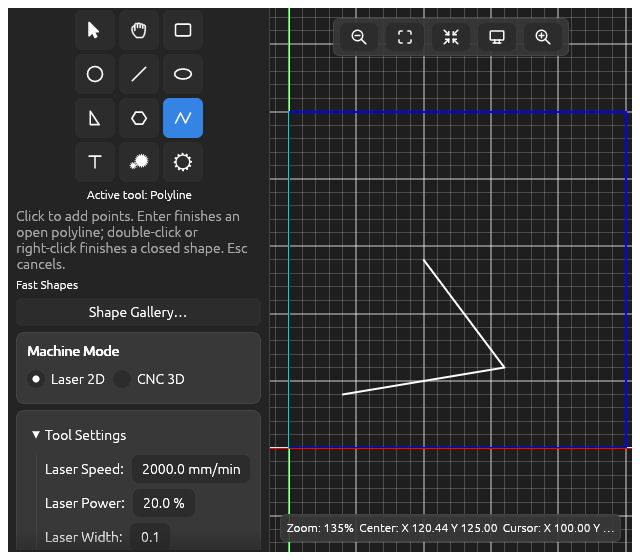 T
Active tool: Polyline
Click to add points. Enter finishes an
open polyline; double-click or
right-click finishes a closed shape. Esc
cancels.
Fast Shapes
Shape Gallery…
Machine Mode
Laser 2D
CNC 3D
Tool Settings
Laser Speed: 2000.0 mm/min
Laser Power: 20.0 %
Laser Width: 0.1
Zoom: 135% Center: X 120.44 Y 125.00 Cursor: X 100.00 Y …